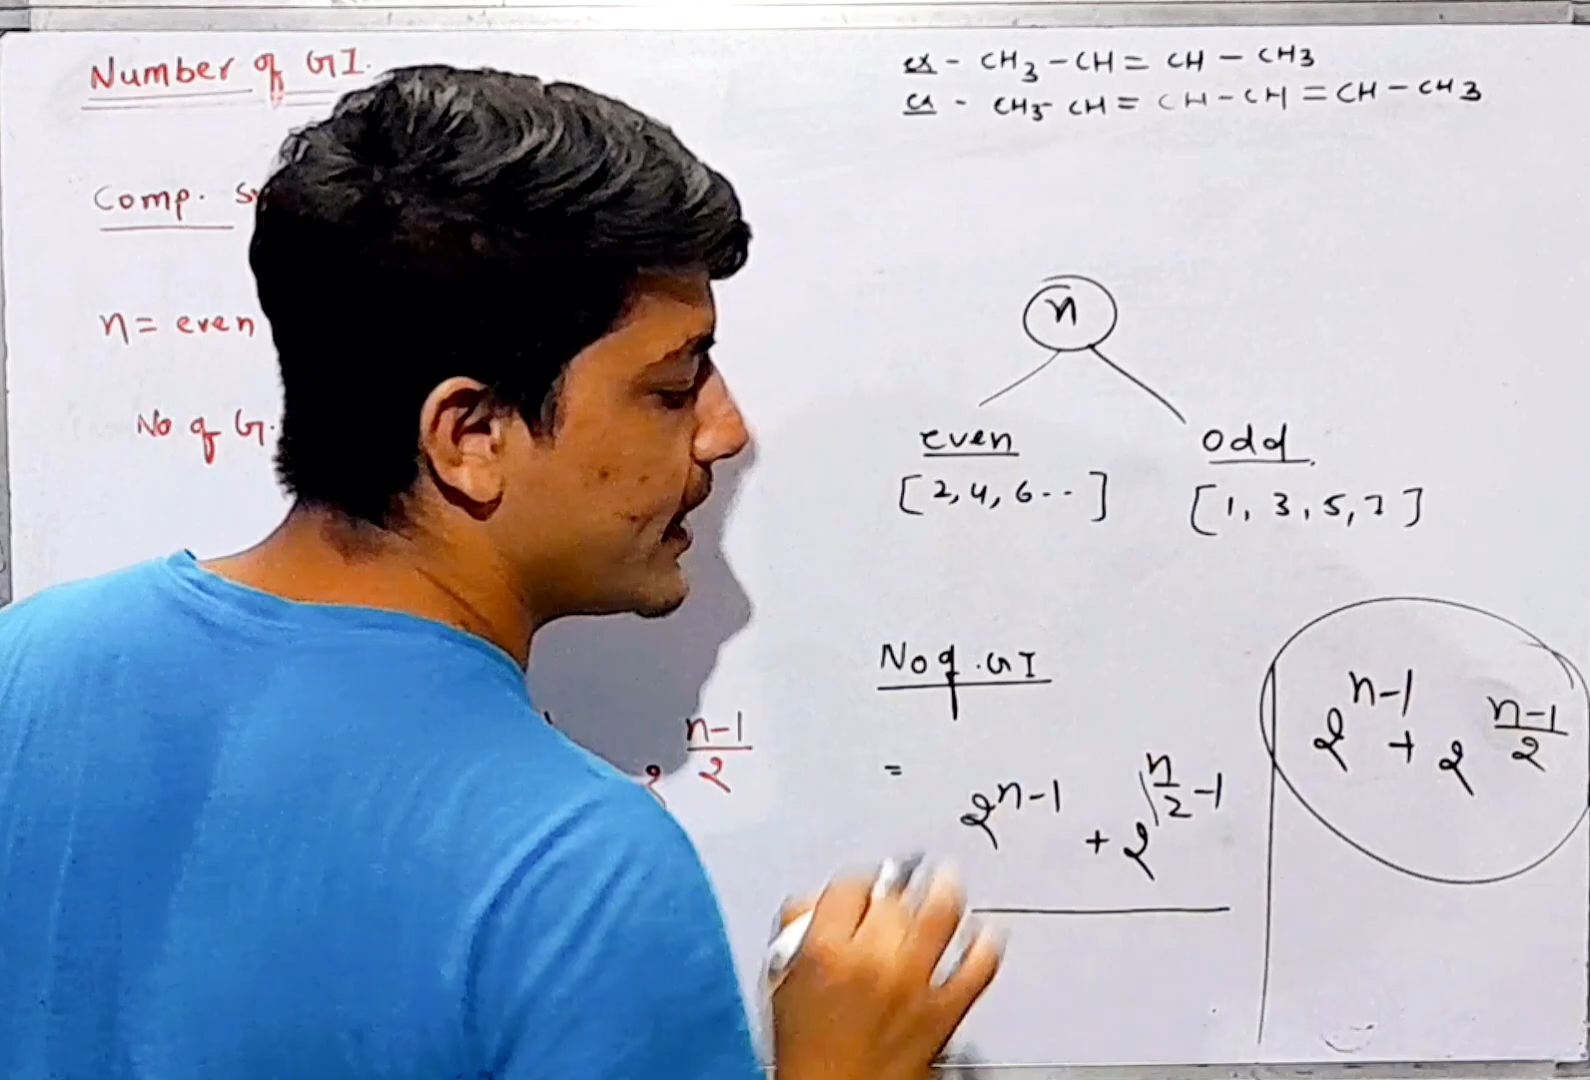 Number of GI.
Comp.
n = even
No of G.
n-1
2
ex - CH3 - CH = CH - CH3
ex - CH3 - CH = CH - CH = CH - CH3
n
even
odd
[2, 4, 6 -- ]
[1, 3, 5, 7]
No of GI
= 2^{n-1} + 2^{n/2 - 1}
2^{n-1} + 2^{\frac{n-1}{2}}